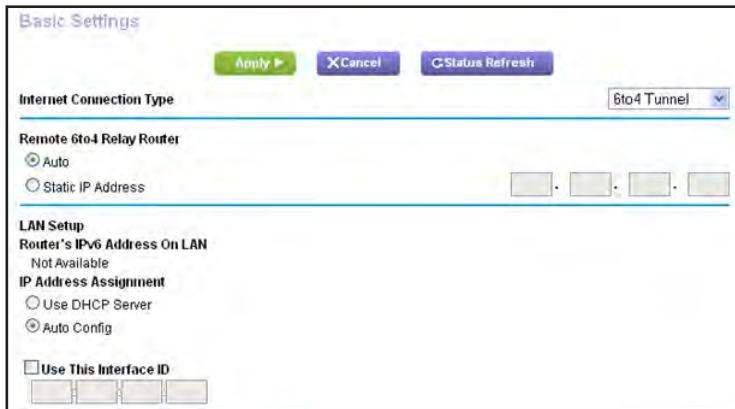 Basic Settings
Apply ►
X Cancel
Status Refresh
Internet Connection Type
6to4 Tunnel
Remote 6to4 Relay Router
Auto
Static IP Address
. . .
LAN Setup
Router's IPv6 Address On LAN
Not Available
IP Address Assignment
Use DHCP Server
Auto Config
Use This Interface ID
: : :